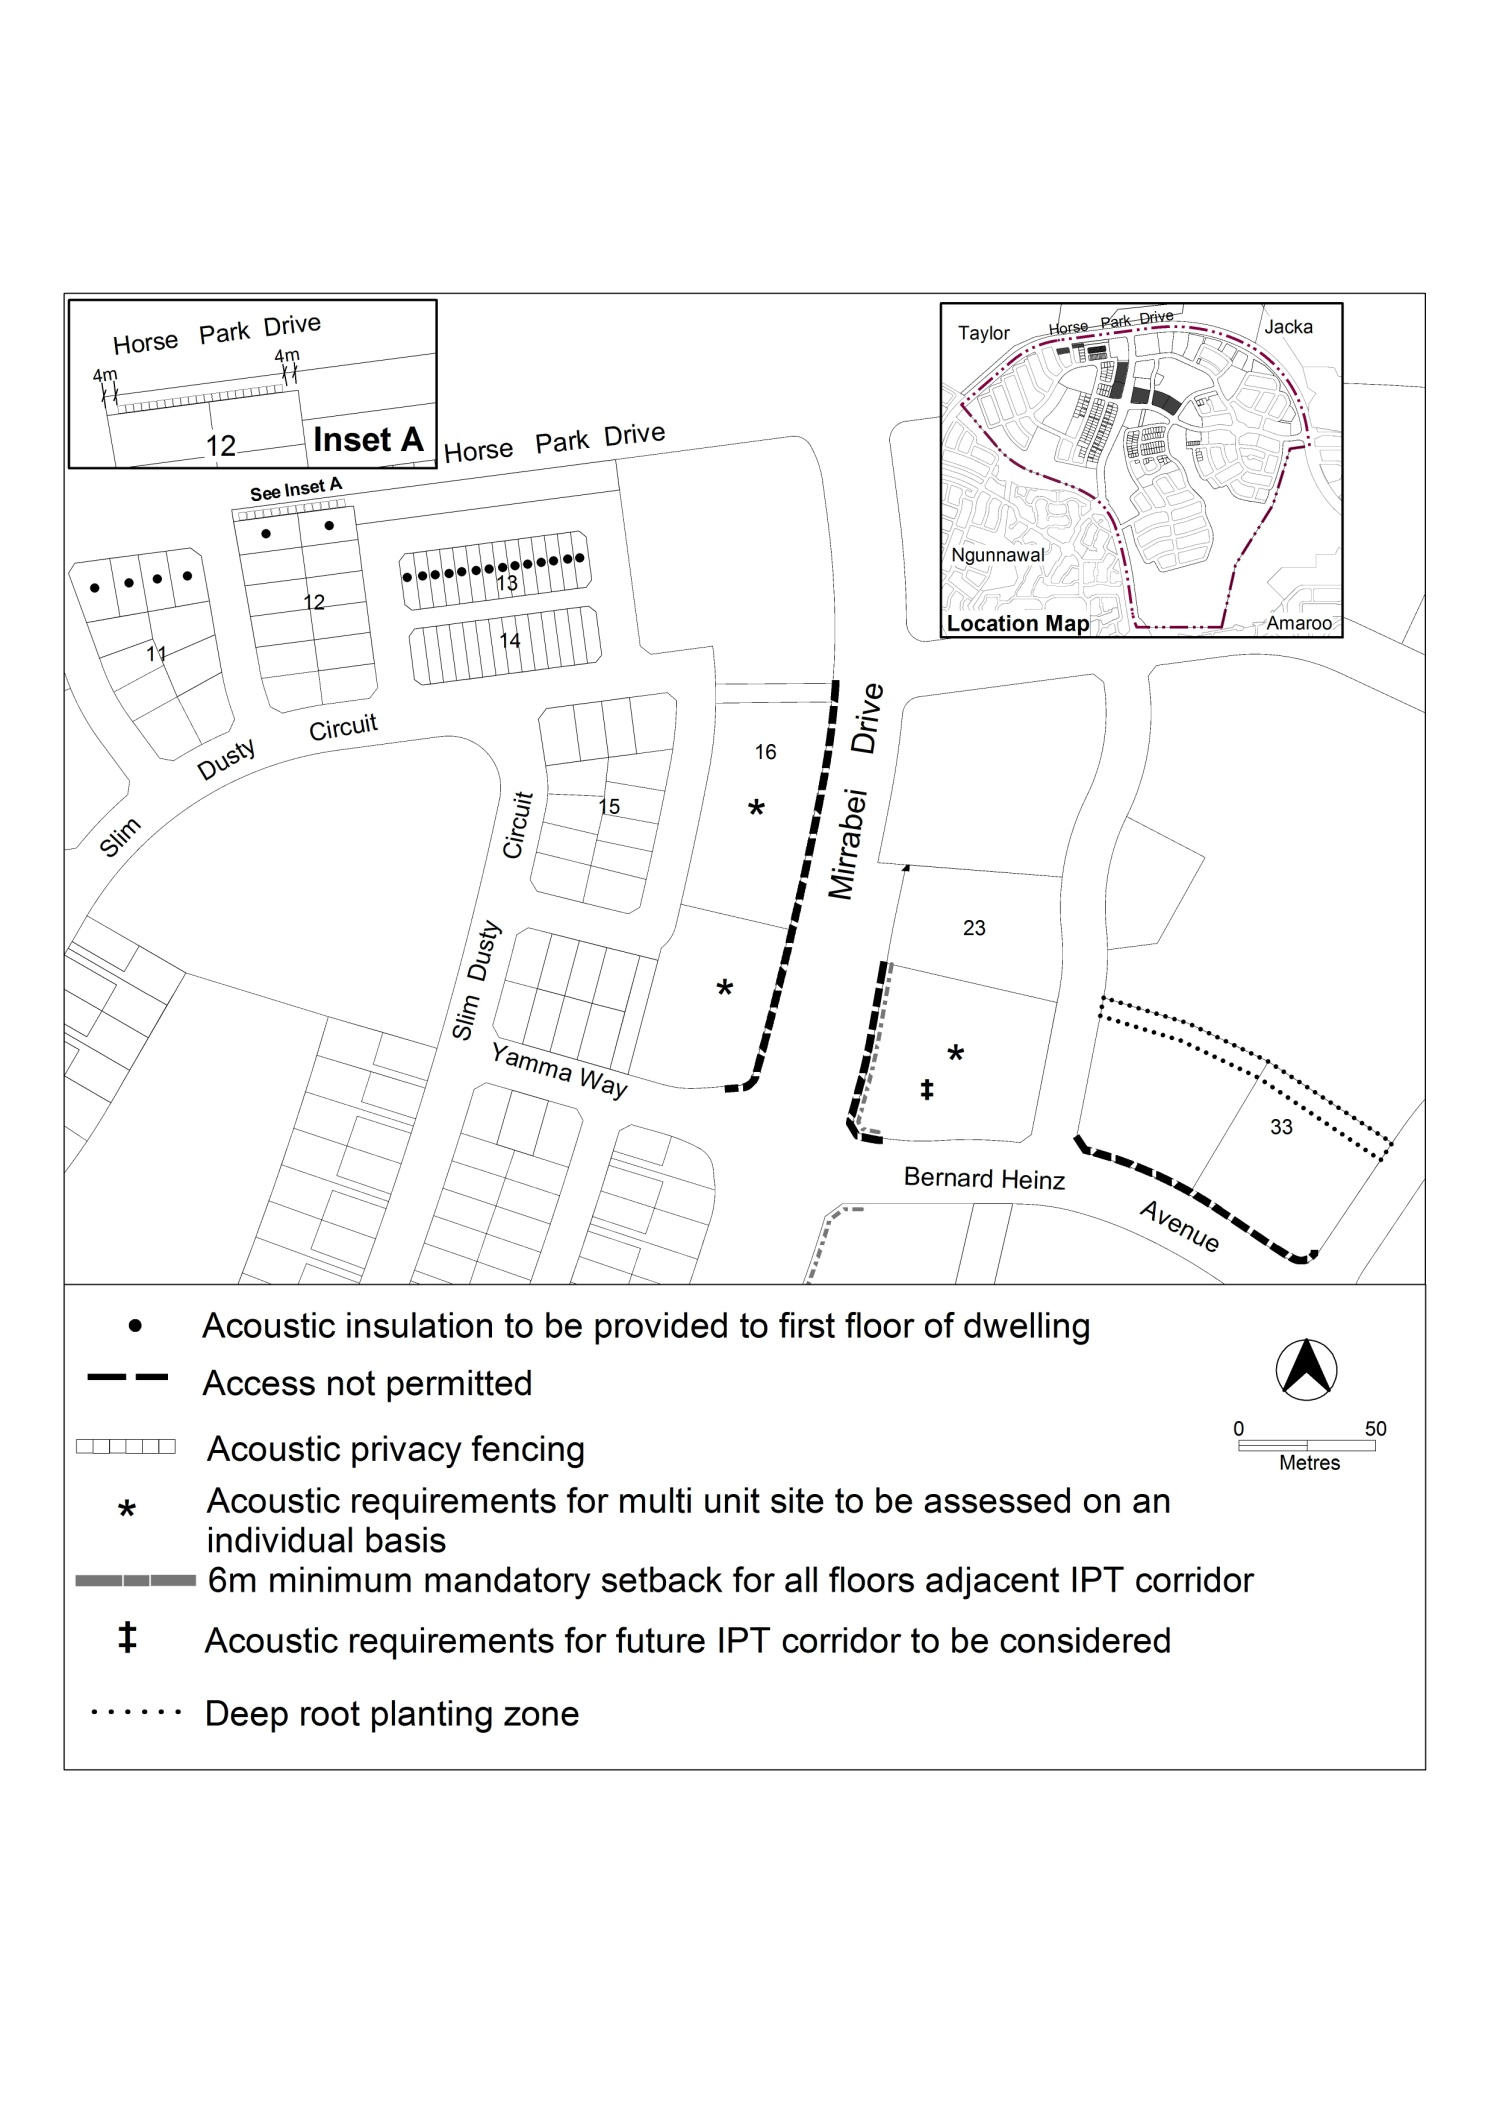 Horse Park Drive
4m
4m
12
Inset A
Taylor
Horse Park Drive
Jacka
Ngunnawal
Location Map
Amaroo
Horse Park Drive
See Inset A
13
12
14
11
Circuit
Dusty
Slim
Circuit
15
16
*
Mirrabei Drive
Slim Dusty
23
*
Yamma Way
*
‡
33
Bernard Heinz
Avenue
Acoustic insulation to be provided to first floor of dwelling
Access not permitted
Acoustic privacy fencing
* Acoustic requirements for multi unit site to be assessed on an
individual basis
6m minimum mandatory setback for all floors adjacent IPT corridor
‡ Acoustic requirements for future IPT corridor to be considered
Deep root planting zone
0 50
Metres